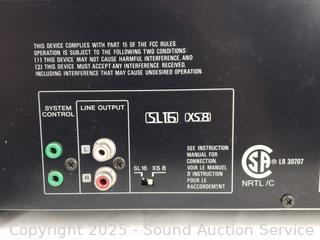 THIS DEVICE COMPLIES WITH PART 15 OF THE FCC RULES.
OPERATION IS SUBJECT TO THE FOLLOWING TWO CONDITIONS:
(1) THIS DEVICE MAY NOT CAUSE HARMFUL INTERFERENCE, AND
(2) THIS DEVICE MUST ACCEPT ANY INTERFERENCE RECEIVED,
INCLUDING INTERFERENCE THAT MAY CAUSE UNDESIRED OPERATION.
SYSTEM
CONTROL
LINE OUTPUT
SL16 XS8
L
R
SL 16 XS 8
SEE INSTRUCTION
MANUAL FOR
CONNECTION.
VOIR LE MANUEL
D'INSTRUCTION
POUR LE
RACCORDEMENT
LR 30707
NRTL/C
Copyright 2025 - Sound Auction Service